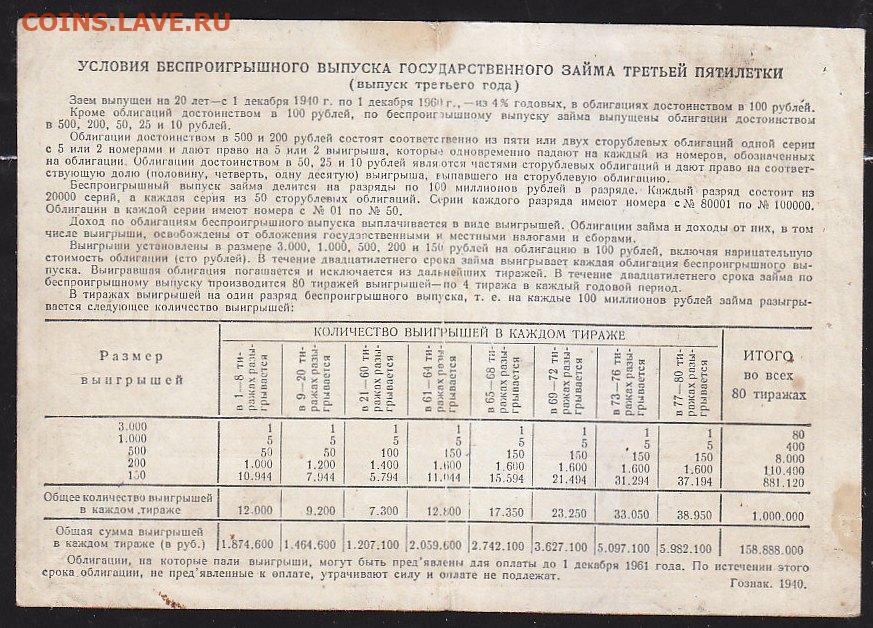 COINS.LAVE.RU
УСЛОВИЯ БЕСПРОИГРЫШНОГО ВЫПУСКА ГОСУДАРСТВЕННОГО ЗАЙМА ТРЕТЬЕЙ ПЯТИЛЕТКИ
(выпуск третьего года)
Заем выпущен на 20 лет—с 1 декабря 1940 г. по 1 декабря 1960 г.,—из 4% годовых, в облигациях достоинством в 100 рублей.
Кроме облигаций достоинством в 100 рублей, по беспроигрышному выпуску займа выпущены облигации достоинством
в 500, 200, 50, 25 и 10 рублей.
Облигации достоинством в 500 и 200 рублей состоят соответственно из пяти или двух сторублевых облигаций одной серии
с 5 или 2 номерами и дают право на 5 или 2 выигрыша, которые одновременно падают на каждый из номеров, обозначенных
на облигации. Облигации достоинством в 50, 25 и 10 рублей являются частями сторублевых облигаций и дают право на соответ-
ствующую долю (половину, четверть, одну десятую) выигрыша, выпавшего на сторублевую облигацию.
Беспроигрышный выпуск займа делится на разряды по 100 миллионов рублей в разряде. Каждый разряд состоит из
20000 серий, а каждая серия из 50 сторублевых облигаций. Серии каждого разряда имеют номера с № 80001 по № 100000.
Облигации в каждой серии имеют номера с № 01 по № 50.
Доход по облигациям беспроигрышного выпуска выплачивается в виде выигрышей. Облигации займа и доходы от них, в том
числе выигрыши, освобождены от обложения государственными и местными налогами и сборами.
Выигрыши установлены в размере 3.000, 1.000, 500, 200 и 150 рублей на облигацию в 100 рублей, включая нарицательную
стоимость облигации (сто рублей). В течение двадцатилетнего срока займа выигрывает каждая облигация беспроигрышного вы-
пуска. Выигравшая облигация погашается и исключается из дальнейших тиражей. В течение двадцатилетнего срока займа по
беспроигрышному выпуску производится 80 тиражей выигрышей—по 4 тиража в каждый годовой период.
В тиражах выигрышей на один разряд беспроигрышного выпуска, т. е. на каждые 100 миллионов рублей займа разыгры-
вается следующее количество выигрышей:
Размер выигрышей КОЛИЧЕСТВО ВЫИГРЫШЕЙ В КАЖДОМ ТИРАЖЕ ИТОГО во всех 80 тиражах
в 1—8 ти-
ражах разы-
грывается
в 9—20 ти-
ражах разы-
грывается
в 21—60 ти-
ражах разы-
грывается
в 61—64 ти-
ражах разы-
грывается
в 65—68 ти-
ражах разы-
грывается
в 69—72 ти-
ражах разы-
грывается
в 73—76 ти-
ражах разы-
грывается
в 77—80 ти-
ражах разы-
грывается
3.000 1 1 1 1 1 1 1 1 80
1.000 5 5 5 5 5 5 5 5 400
500 50 50 100 150 150 150 150 150 8.000
200 1.000 1.200 1.400 1.600 1.600 1.600 1.600 1.600 110.400
150 10.944 7.944 5.794 11.044 15.594 21.494 31.294 37.194 881.120
Общее количество выигрышей
в каждом тираже 12.000 9.200 7.300 12.800 17.350 23.250 33.050 38.950 1.000.000
Общая сумма выигрышей
в каждом тираже (в руб.) 1.874.600 1.464.600 1.207.100 2.059.600 2.742.100 3.627.100 5.097.100 5.982.100 158.888.000
Облигации, на которые пали выигрыши, могут быть пред'явлены для оплаты до 1 декабря 1961 года. По истечении этого
срока облигации, не пред'явленные к оплате, утрачивают силу и оплате не подлежат.
Гознак. 1940.